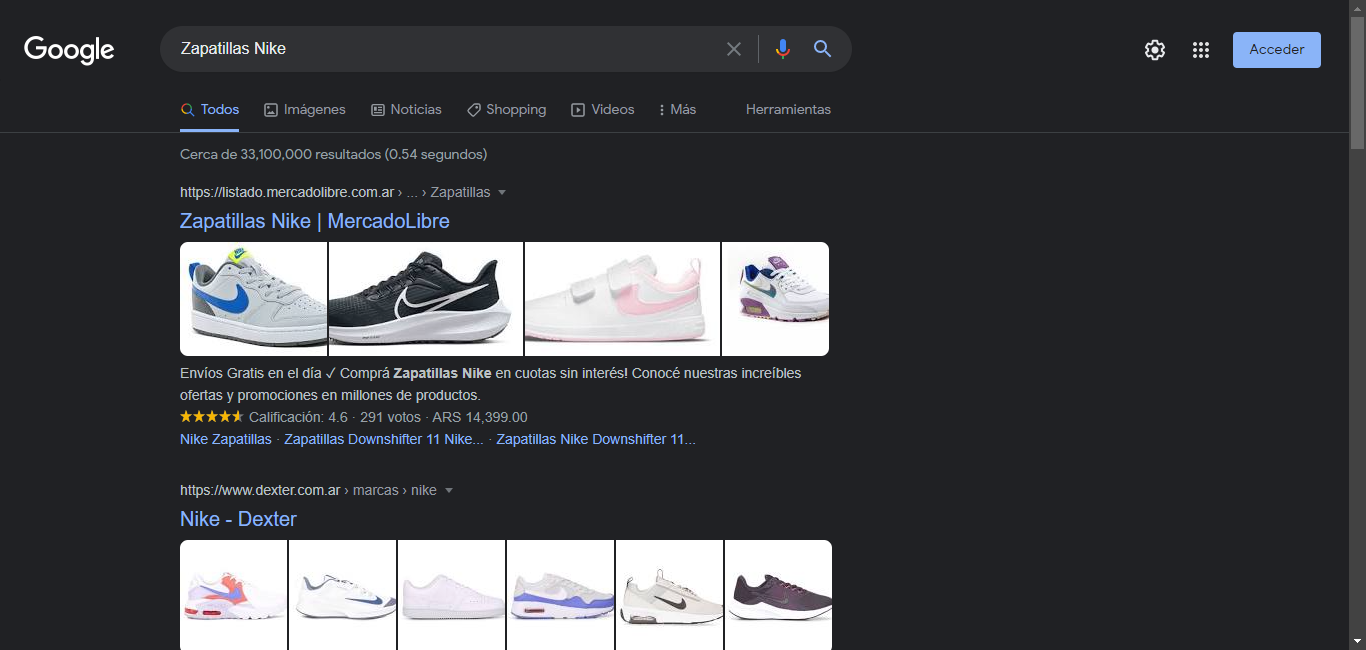 Google
Zapatillas Nike
Acceder
Todos Imágenes Noticias Shopping Videos Más Herramientas
Cerca de 33,100,000 resultados (0.54 segundos)
https://listado.mercadolibre.com.ar › ... › Zapatillas
Zapatillas Nike | MercadoLibre
Envíos Gratis en el día ✓ Comprá Zapatillas Nike en cuotas sin interés! Conocé nuestras increíbles
ofertas y promociones en millones de productos.
Calificación: 4.6 · 291 votos · ARS 14,399.00
Nike Zapatillas · Zapatillas Downshifter 11 Nike... · Zapatillas Nike Downshifter 11...
https://www.dexter.com.ar › marcas › nike
Nike - Dexter